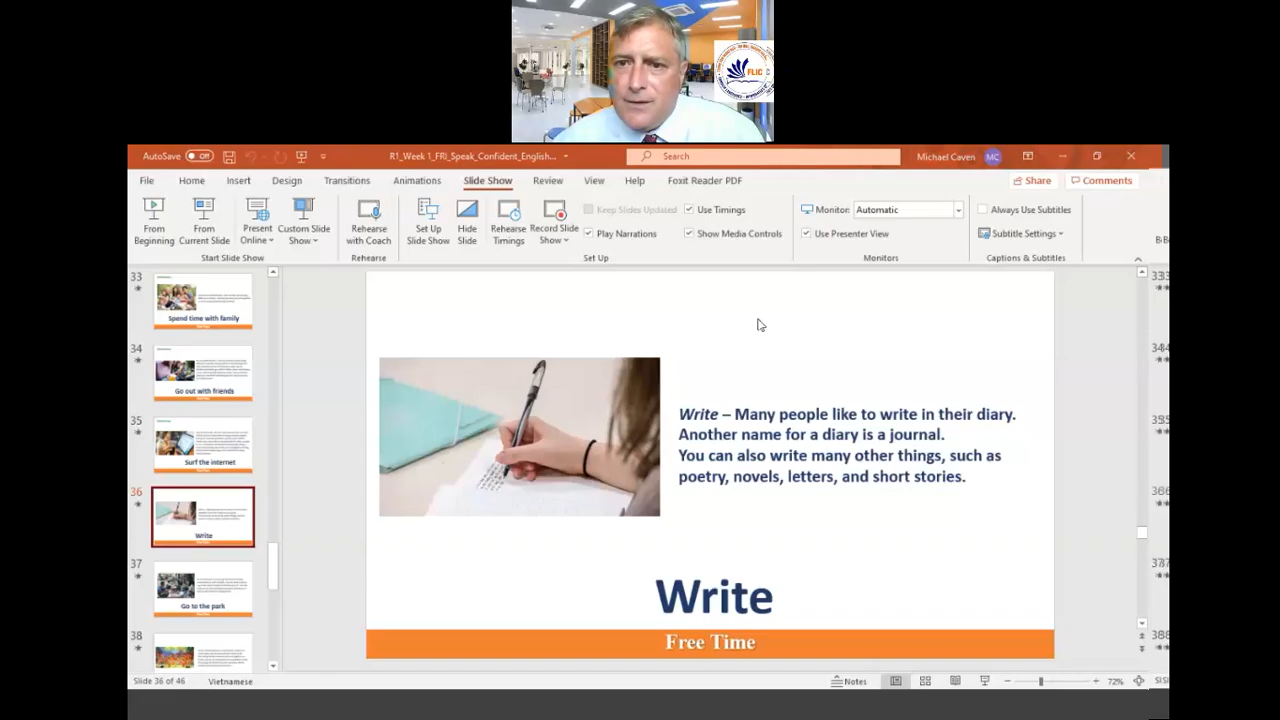 FLIC
AutoSave Off
R1_Week 1_FRI_Speak_Confident_English...
Search
Michael Caven MC
File Home Insert Design Transitions Animations Slide Show Review View Help Foxit Reader PDF
Share Comments
From Beginning
From Current Slide
Present Online
Custom Slide Show
Start Slide Show
Rehearse with Coach
Rehearse
Set Up Slide Show
Hide Slide
Rehearse Timings
Record Slide Show
Keep Slides Updated
Play Narrations
Use Timings
Show Media Controls
Set Up
Monitor: Automatic
Use Presenter View
Monitors
Always Use Subtitles
Subtitle Settings
Captions & Subtitles
33
Spend time with family
34
Go out with friends
35
Surf the internet
36
Write
37
Go to the park
38
Write – Many people like to write in their diary.
Another name for a diary is a journal.
You can also write many other things, such as
poetry, novels, letters, and short stories.
Write
Free Time
Slide 36 of 46 Vietnamese
Notes
72%